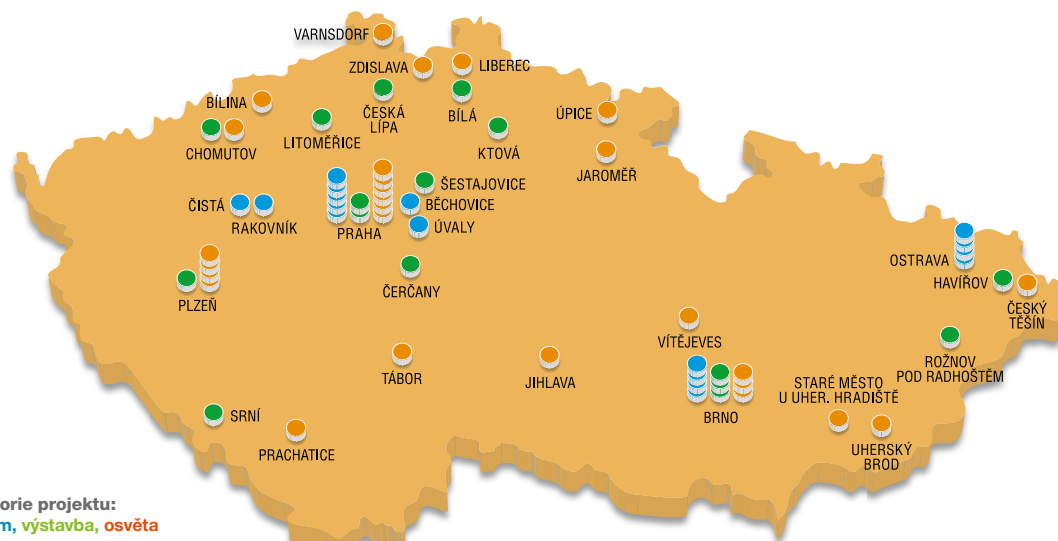 VARNSDORF
ZDISLAVA
LIBEREC
BÍLINA
ČESKÁ
LÍPA
BÍLÁ
ÚPICE
CHOMUTOV
LITOMĚŘICE
KTOVÁ
JAROMĚŘ
ŠESTAJOVICE
ČISTÁ
BĚCHOVICE
RAKOVNÍK
PRAHA
ÚVALY
OSTRAVA
HAVÍŘOV
ČERČANY
PLZEŇ
ČESKÝ
TĚŠÍN
VÍTĚJEVES
ROŽNOV
POD RADHOŠTĚM
TÁBOR
JIHLAVA
STARÉ MĚSTO
U UHER. HRADIŠTĚ
SRNÍ
BRNO
PRACHATICE
UHERSKÝ
BROD
projektu:
výstavba, osvěta